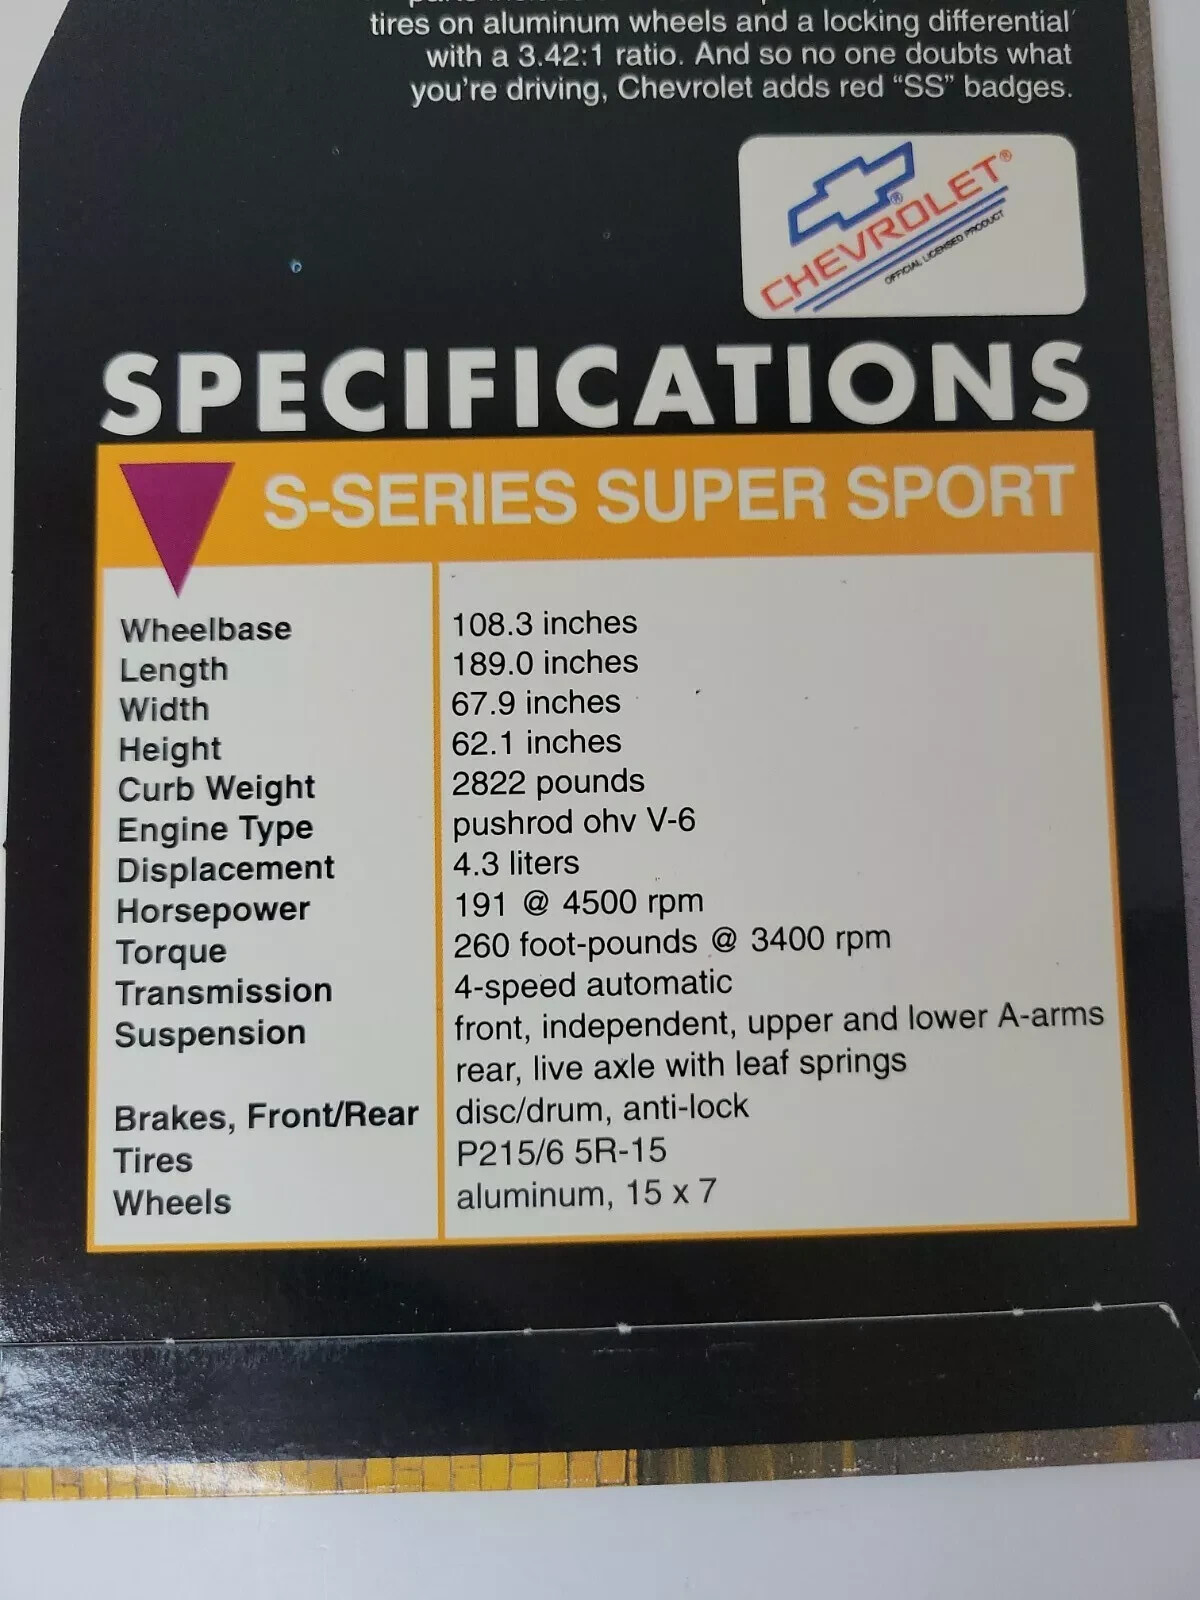 tires on aluminum wheels and a locking differential
with a 3.42:1 ratio. And so no one doubts what
you're driving, Chevrolet adds red “SS” badges.
CHEVROLET®
®
OFFICIAL LICENSED PRODUCT
SPECIFICATIONS
S-SERIES SUPER SPORT
Wheelbase 108.3 inches
Length 189.0 inches
Width 67.9 inches
Height 62.1 inches
Curb Weight 2822 pounds
Engine Type pushrod ohv V-6
Displacement 4.3 liters
Horsepower 191 @ 4500 rpm
Torque 260 foot-pounds @ 3400 rpm
Transmission 4-speed automatic
Suspension front, independent, upper and lower A-arms
rear, live axle with leaf springs
Brakes, Front/Rear disc/drum, anti-lock
Tires P215/6 5R-15
Wheels aluminum, 15 x 7